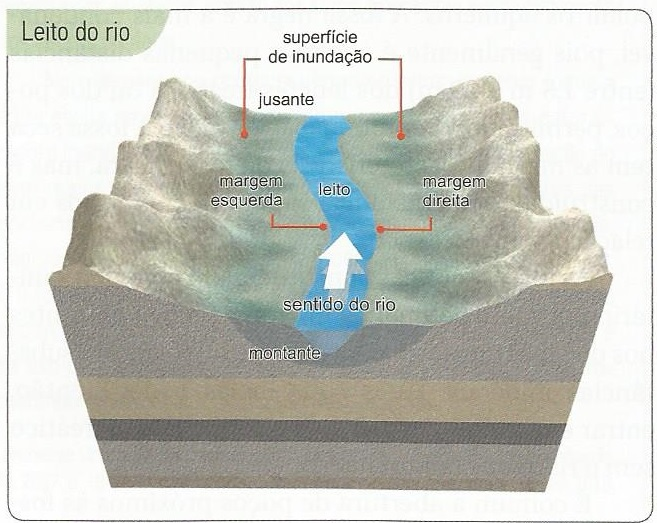 Leito do rio
superfície
de inundação
jusante
margem
esquerda
leito
margem
direita
sentido do rio
montante